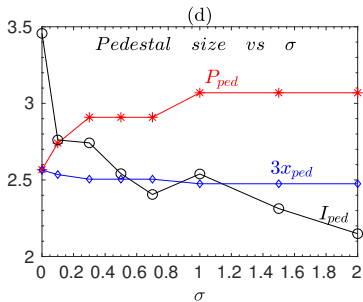 (d)
Pedestal size vs σ
3.5
P_ped
3
3x_ped
2.5
I_ped
2
0 0.2 0.4 0.6 0.8 1 1.2 1.4 1.6 1.8 2
σ